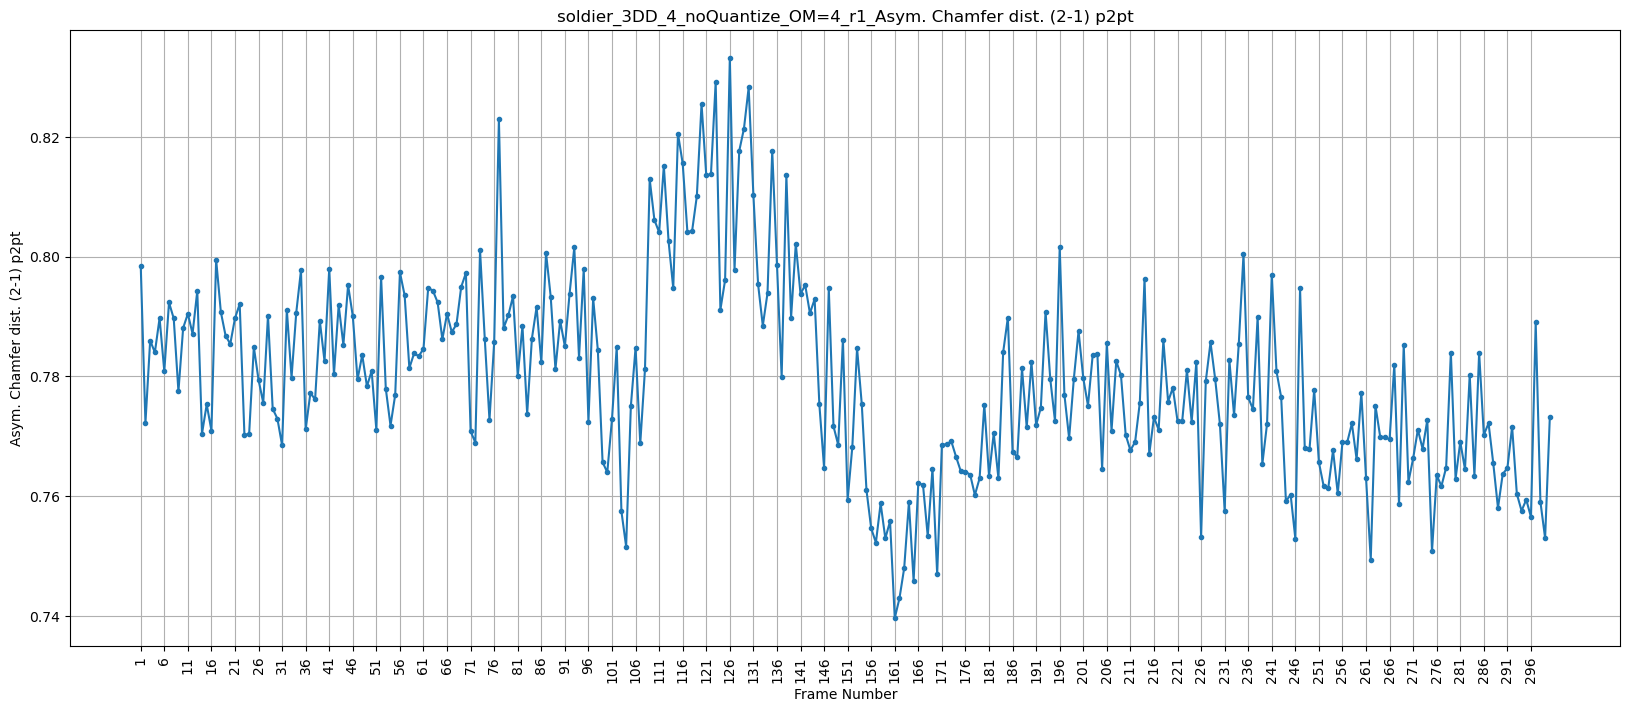 soldier_3DD_4_noQuantize_OM=4_r1_Asym. Chamfer dist. (2-1) p2pt
Asym. Chamfer dist. (2-1) p2pt
0.82
0.80
0.78
0.76
0.74
1 6 11 16 21 26 31 36 41 46 51 56 61 66 71 76 81 86 91 96 101 106 111 116 121 126 131 136 141 146 151 156 161 166 171 176 181 186 191 196 201 206 211 216 221 226 231 236 241 246 251 256 261 266 271 276 281 286 291 296
Frame Number